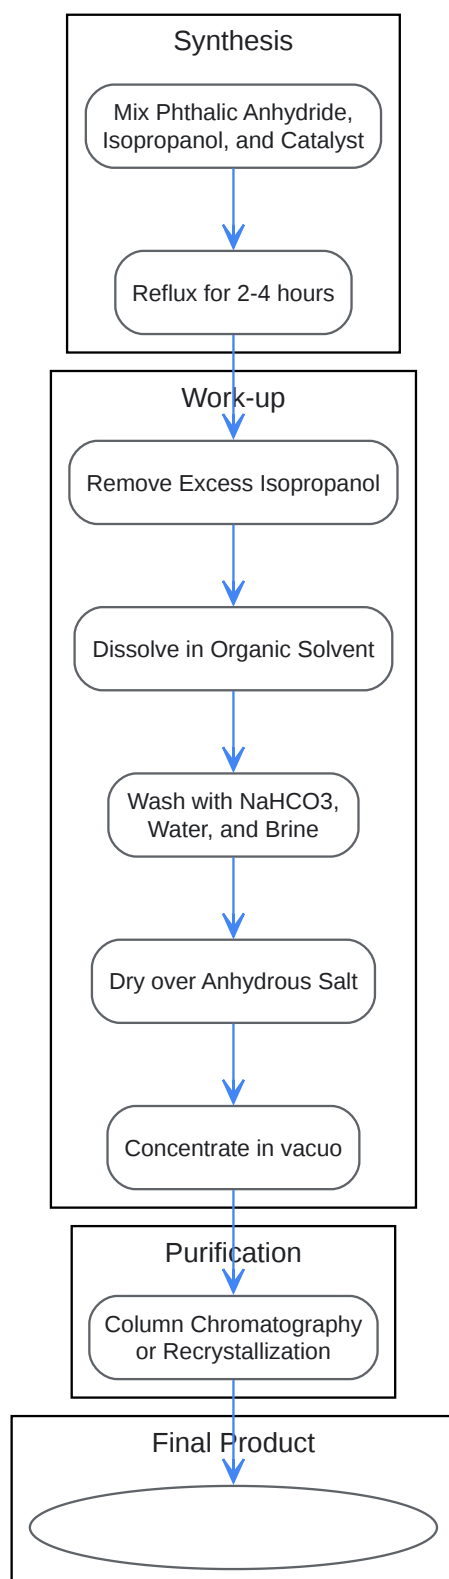 Synthesis
Mix Phthalic Anhydride,
Isopropanol, and Catalyst
Reflux for 2-4 hours
Work-up
Remove Excess Isopropanol
Dissolve in Organic Solvent
Wash with NaHCO3,
Water, and Brine
Dry over Anhydrous Salt
Concentrate in vacuo
Purification
Column Chromatography
or Recrystallization
Final Product